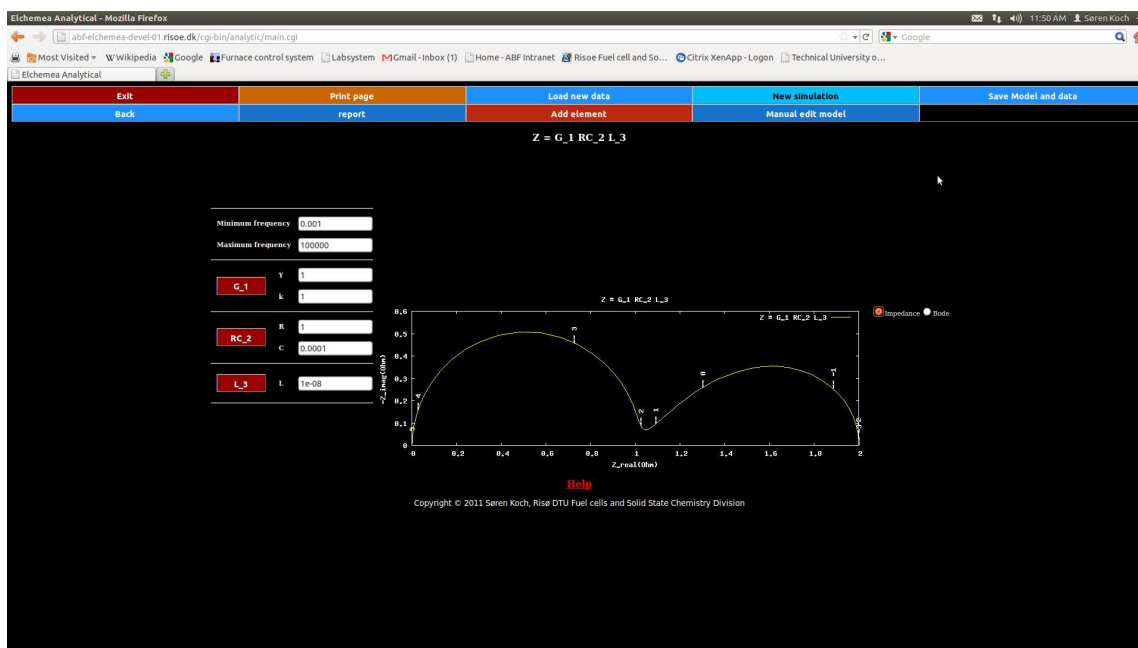 Elchemea Analytical - Mozilla Firefox 11:50 AM Søren Koch
abf-elchemea-devel-01.risoe.dk/cgi-bin/analytic/main.cgi Google
Most Visited Wikipedia Google Furnace control system Labsystem Gmail - Inbox (1) Home - ABF Intranet Risoe Fuel cell and So... Citrix XenApp - Logon Technical University o...
Elchemea Analytical
Exit Print page Load new data New simulation Save Model and data
Back report Add element Manual edit model
Z = G_1 RC_2 L_3
Minimum frequency 0.001
Maximum frequency 100000
G_1 Y 1
k 1
RC_2 R 1
C 0.0001
L_3 L 1e-08
Z = G_1 RC_2 L_3
Z = G_1 RC_2 L_3
Impedance Bode
0.6
0.5
0.4
0.3
0.2
0.1
0
-Z_imag(Ohm)
4 3 2 1 0 -1
0 0.2 0.4 0.6 0.8 1 1.2 1.4 1.6 1.8 2
Z_real(Ohm)
Help
Copyright © 2011 Søren Koch, Risø DTU Fuel cells and Solid State Chemistry Division